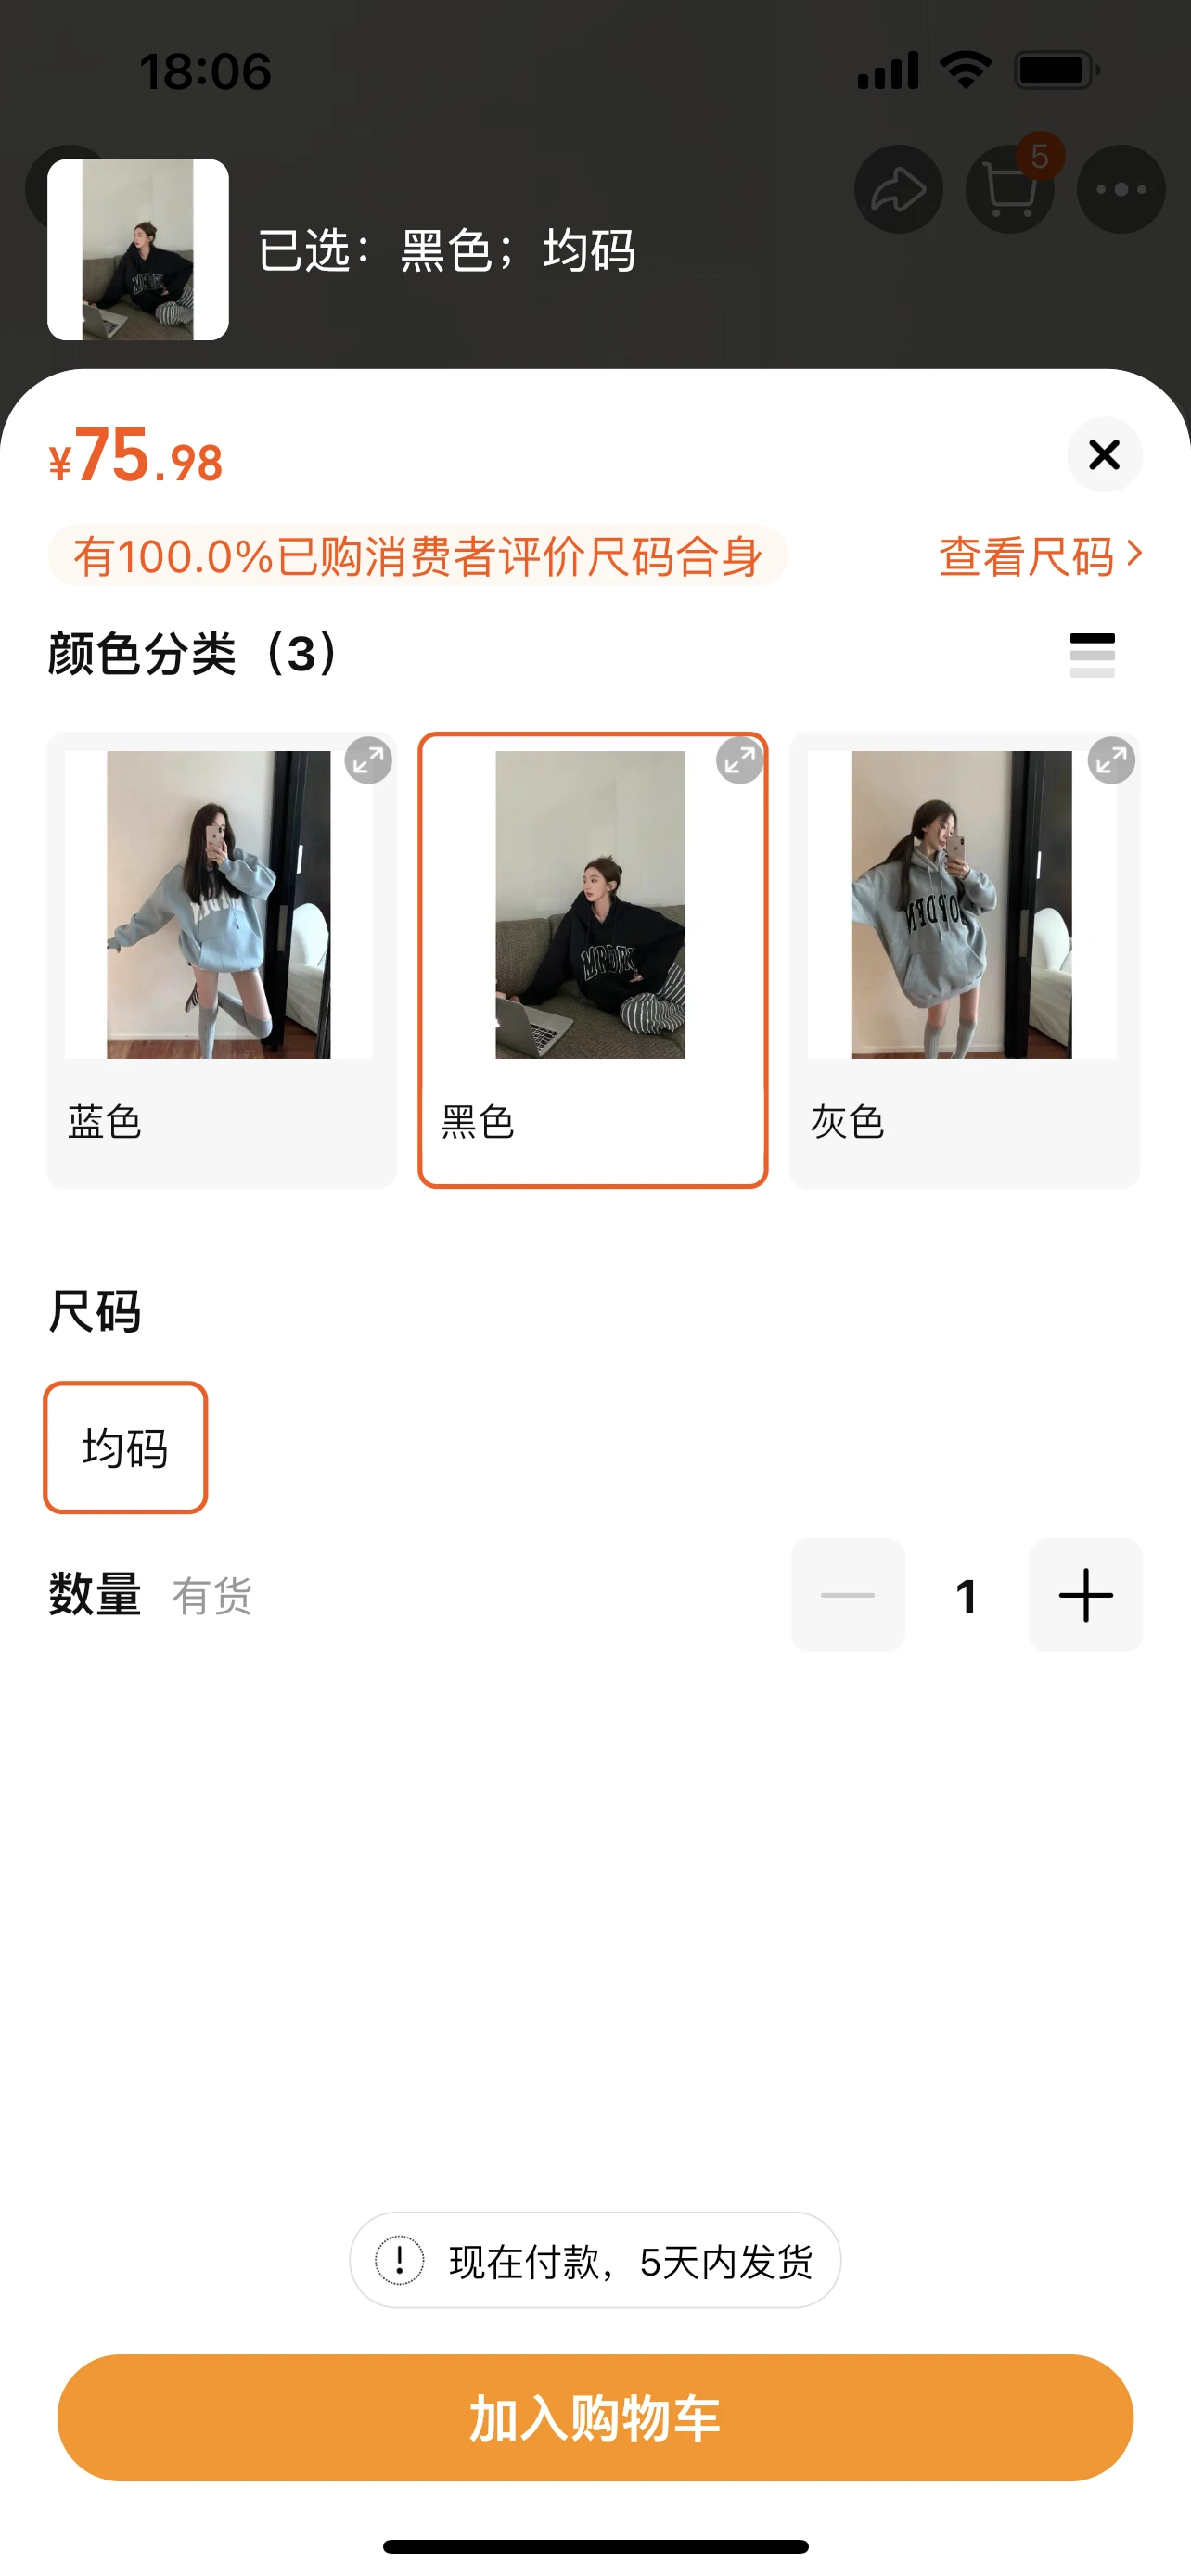 18:06
5
已选：黑色；均码
¥75.98
有100.0%已购消费者评价尺码合身
查看尺码
颜色分类（3）
蓝色
黑色
灰色
尺码
均码
数量 有货
1
现在付款，5天内发货
加入购物车